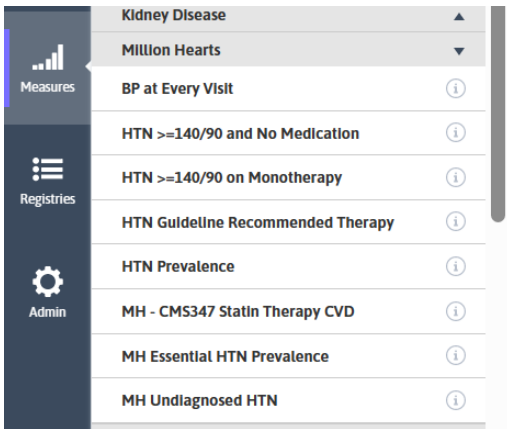 Kidney Disease
Million Hearts
Measures
BP at Every Visit
HTN >=140/90 and No Medication
HTN >=140/90 on Monotherapy
Registries
HTN Guideline Recommended Therapy
HTN Prevalence
Admin
MH - CMS347 Statin Therapy CVD
MH Essential HTN Prevalence
MH Undiagnosed HTN